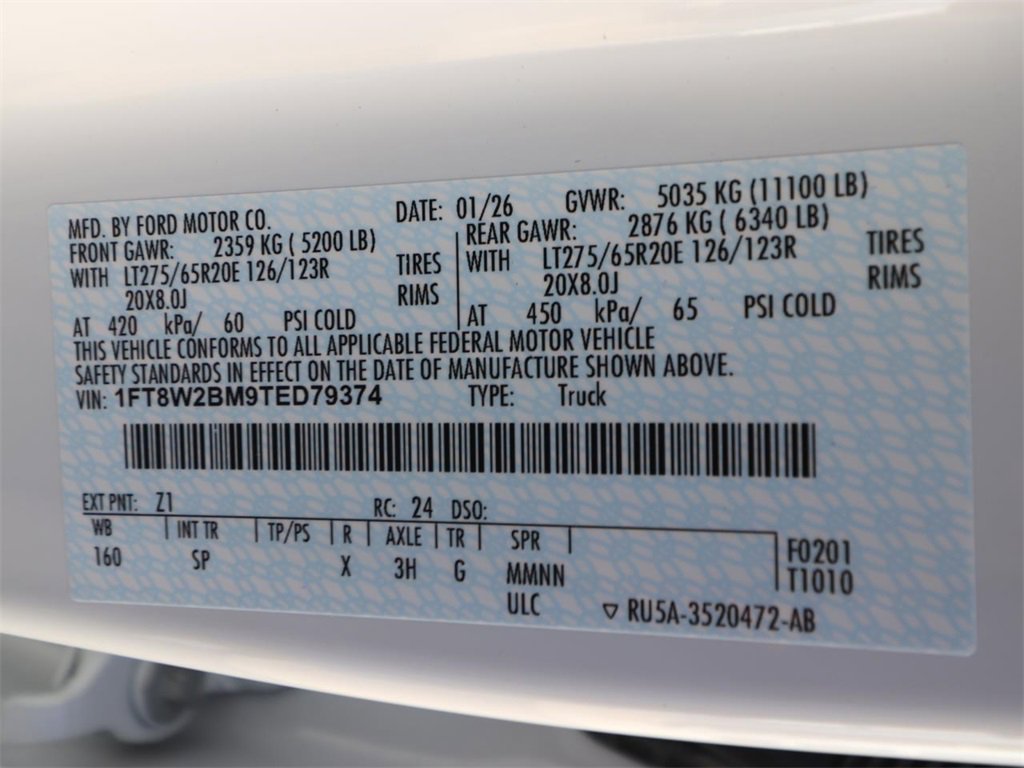 MFD. BY FORD MOTOR CO. DATE: 01/26 GVWR: 5035 KG (11100 LB)
FRONT GAWR: 2359 KG ( 5200 LB) REAR GAWR: 2876 KG ( 6340 LB)
WITH LT275/65R20E 126/123R TIRES WITH LT275/65R20E 126/123R TIRES
20X8.0J RIMS 20X8.0J RIMS
AT 420 kPa/ 60 PSI COLD AT 450 kPa/ 65 PSI COLD
THIS VEHICLE CONFORMS TO ALL APPLICABLE FEDERAL MOTOR VEHICLE
SAFETY STANDARDS IN EFFECT ON THE DATE OF MANUFACTURE SHOWN ABOVE.
VIN: 1FT8W2BM9TED79374 TYPE: Truck
EXT PNT: Z1 RC: 24 DSO:
WB INT TR TP/PS R AXLE TR SPR
160 SP X 3H G MMNN F0201
ULC T1010
RU5A-3520472-AB